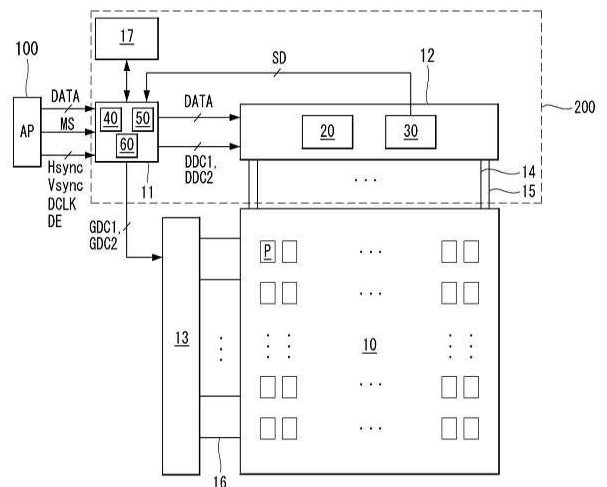 17
100
SD
12
DATA
DATA
200
AP
MS
40
50
60
20
30
Hsync
Vsync
DCLK
DE
11
DDC1,
DDC2
14
15
...
GDC1,
GDC2
P
...
...
13
10
...
...
16